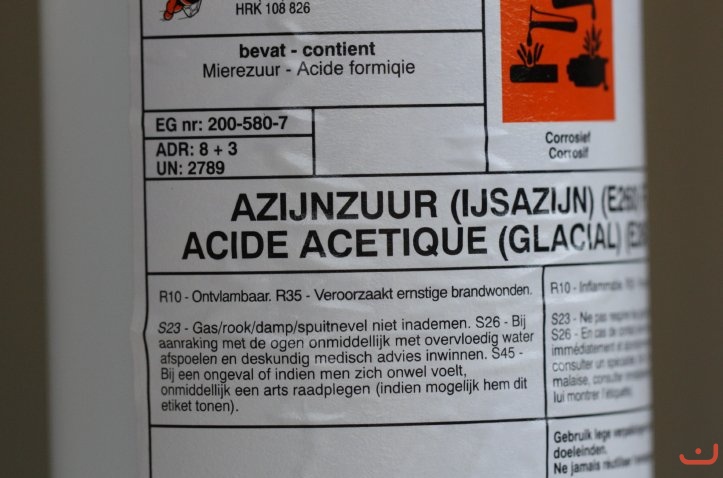 HRK 108 826
bevat - contient
Mierezuur - Acide formiqie
EG nr: 200-580-7
ADR: 8 + 3
UN: 2789
Corrosief
Corrosif
AZIJNZUUR (IJSAZIJN) (E260
ACIDE ACETIQUE (GLACIAL)
R10 - Ontvlambaar. R35 - Veroorzaakt ernstige brandwonden.
S23 - Gas/rook/damp/spuitnevel niet inademen. S26 - Bij
aanraking met de ogen onmiddellijk met overvloedig water
afspoelen en deskundig medisch advies inwinnen. S45 -
Bij een ongeval of indien men zich onwel voelt,
onmiddellijk een arts raadplegen (indien mogelijk hem dit
etiket tonen).
R10 - Inflammable.
S23 - Ne pas
S26 - En cas de
immédiatement
consulter un
malaise, consulter
lui montrer l'étiquette).
Gebruik lege
doeleinden.
Ne jamais réutiliser